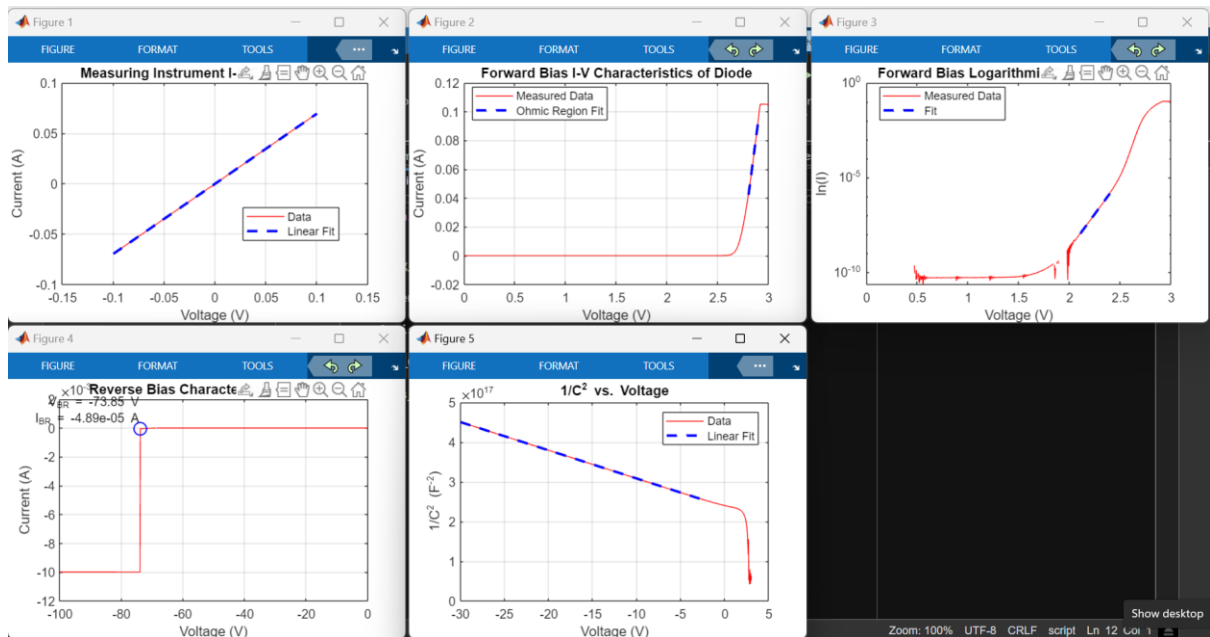 Figure 1
FIGURE FORMAT TOOLS
Measuring Instrument I-
0.1
0.05
0
-0.05
-0.1
Current (A)
Data
Linear Fit
-0.15 -0.1 -0.05 0 0.05 0.1 0.15
Voltage (V)
Figure 2
FIGURE FORMAT TOOLS
Forward Bias I-V Characteristics of Diode
0.12
0.1
0.08
0.06
0.04
0.02
0
-0.02
Current (A)
Measured Data
Ohmic Region Fit
0 0.5 1 1.5 2 2.5 3
Voltage (V)
Figure 3
FIGURE FORMAT TOOLS
Forward Bias Logarithmi
10⁰
10⁻⁵
10⁻¹⁰
ln(I)
Measured Data
Fit
0 0.5 1 1.5 2 2.5 3
Voltage (V)
Figure 4
FIGURE FORMAT TOOLS
Reverse Bias Characte
= -73.85 V
I_BR = -4.89e-05 A
0
-2
-4
-6
-8
-10
-12
Current (A)
-100 -80 -60 -40 -20 0
Voltage (V)
Figure 5
FIGURE FORMAT TOOLS
1/C² vs. Voltage
×10¹⁷
5
4
3
2
1
0
1/C² (F⁻²)
Data
Linear Fit
-30 -25 -20 -15 -10 -5 0 5
Voltage (V)
Show desktop
Zoom: 100% UTF-8 CRLF script Ln 12